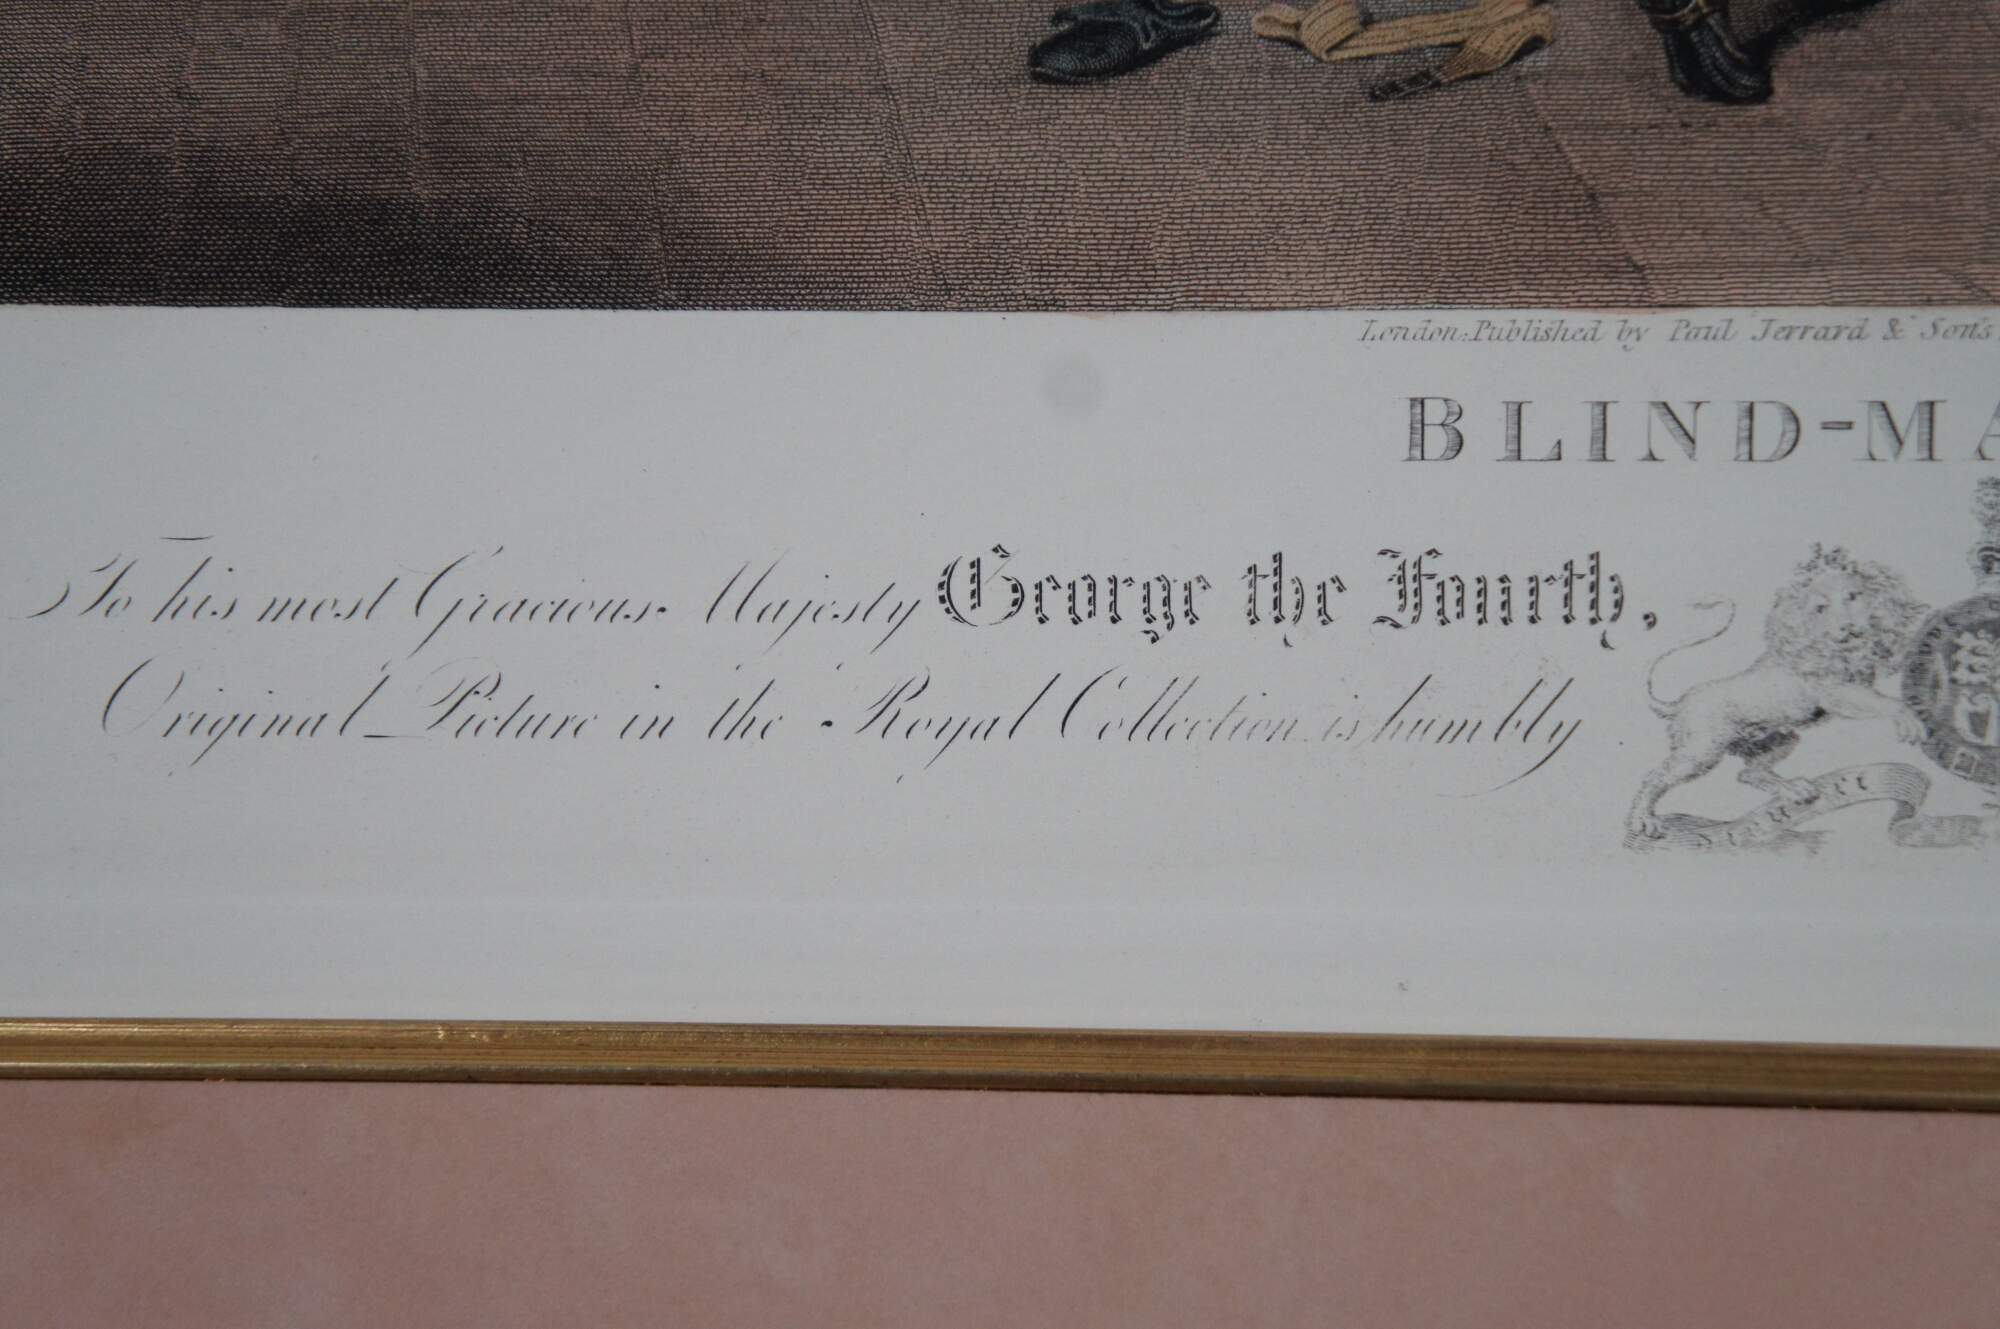 London: Published by Paul Jerrard & Son's
BLIND-MA
To his most Gracious Majesty George the Fourth,
Original Picture in the Royal Collection is humbly